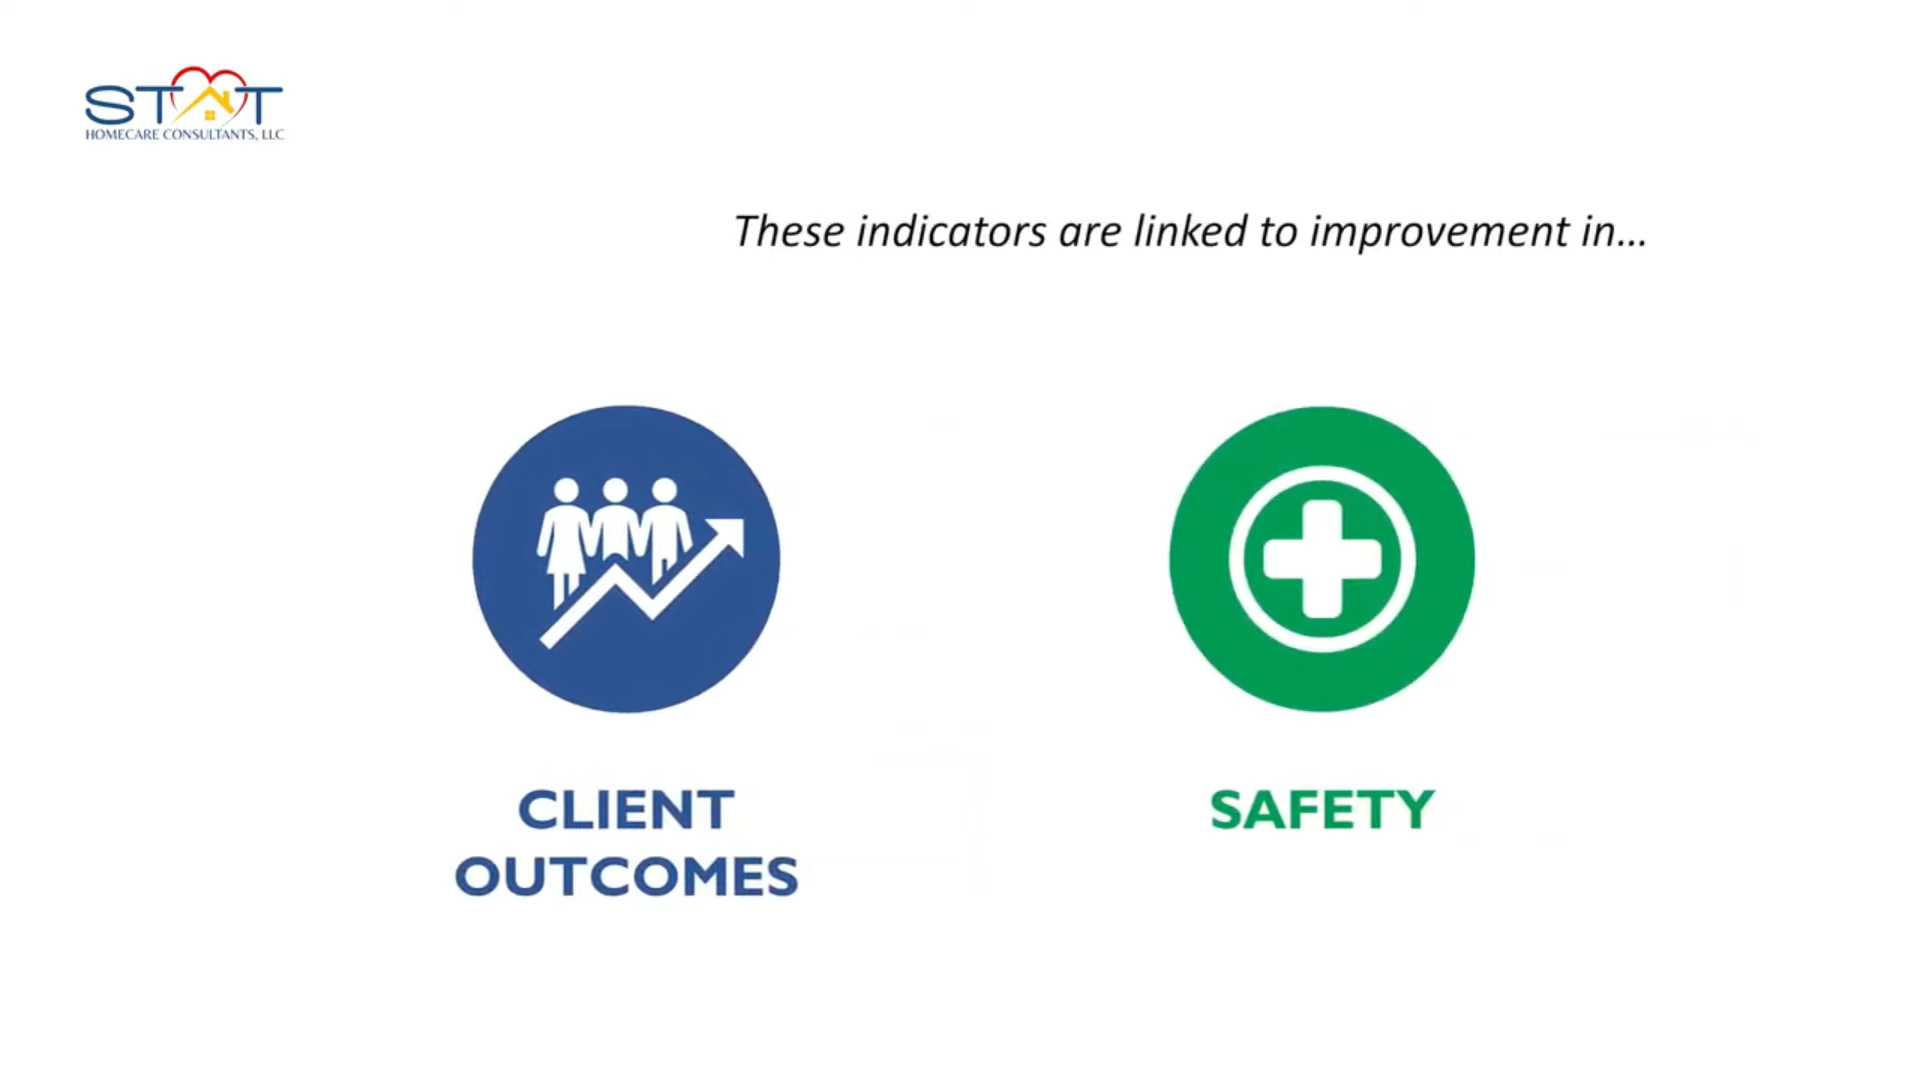 STAT
HOMECARE CONSULTANTS, LLC
These indicators are linked to improvement in...
CLIENT
OUTCOMES
SAFETY